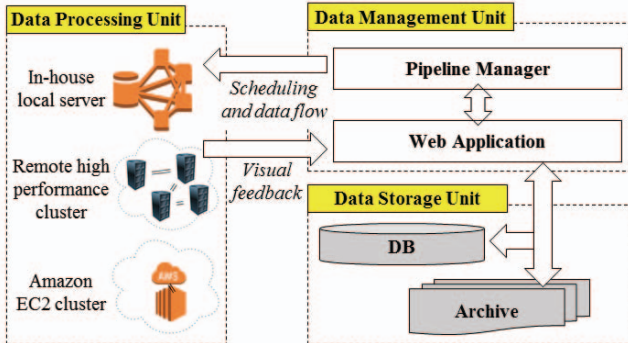 Data Processing Unit
In-house
local server
Remote high
performance
cluster
AWS
Amazon
EC2 cluster
Scheduling
and data flow
Visual
feedback
Data Management Unit
Pipeline Manager
Web Application
Data Storage Unit
DB
Archive